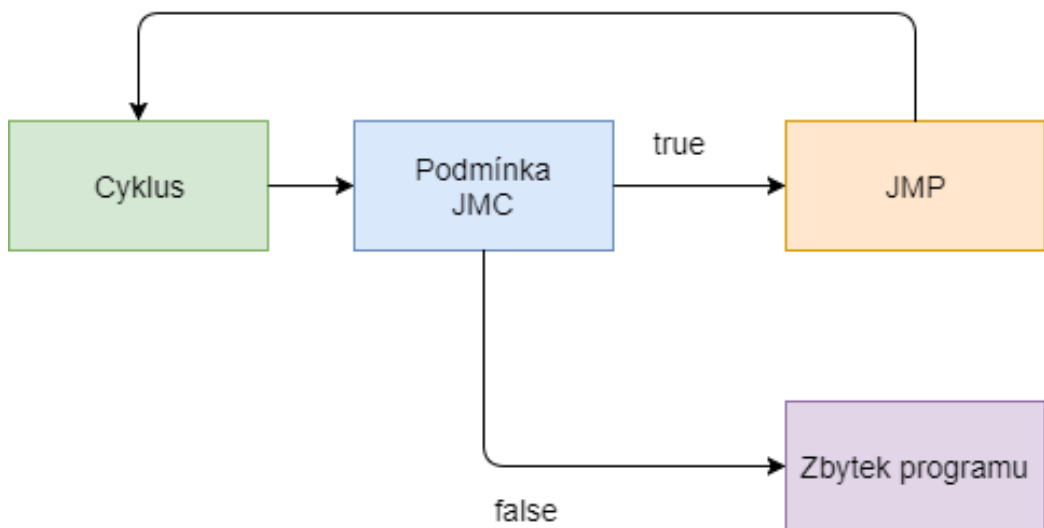 true
Cyklus
Podmínka
JMC
JMP
Zbytek programu
false